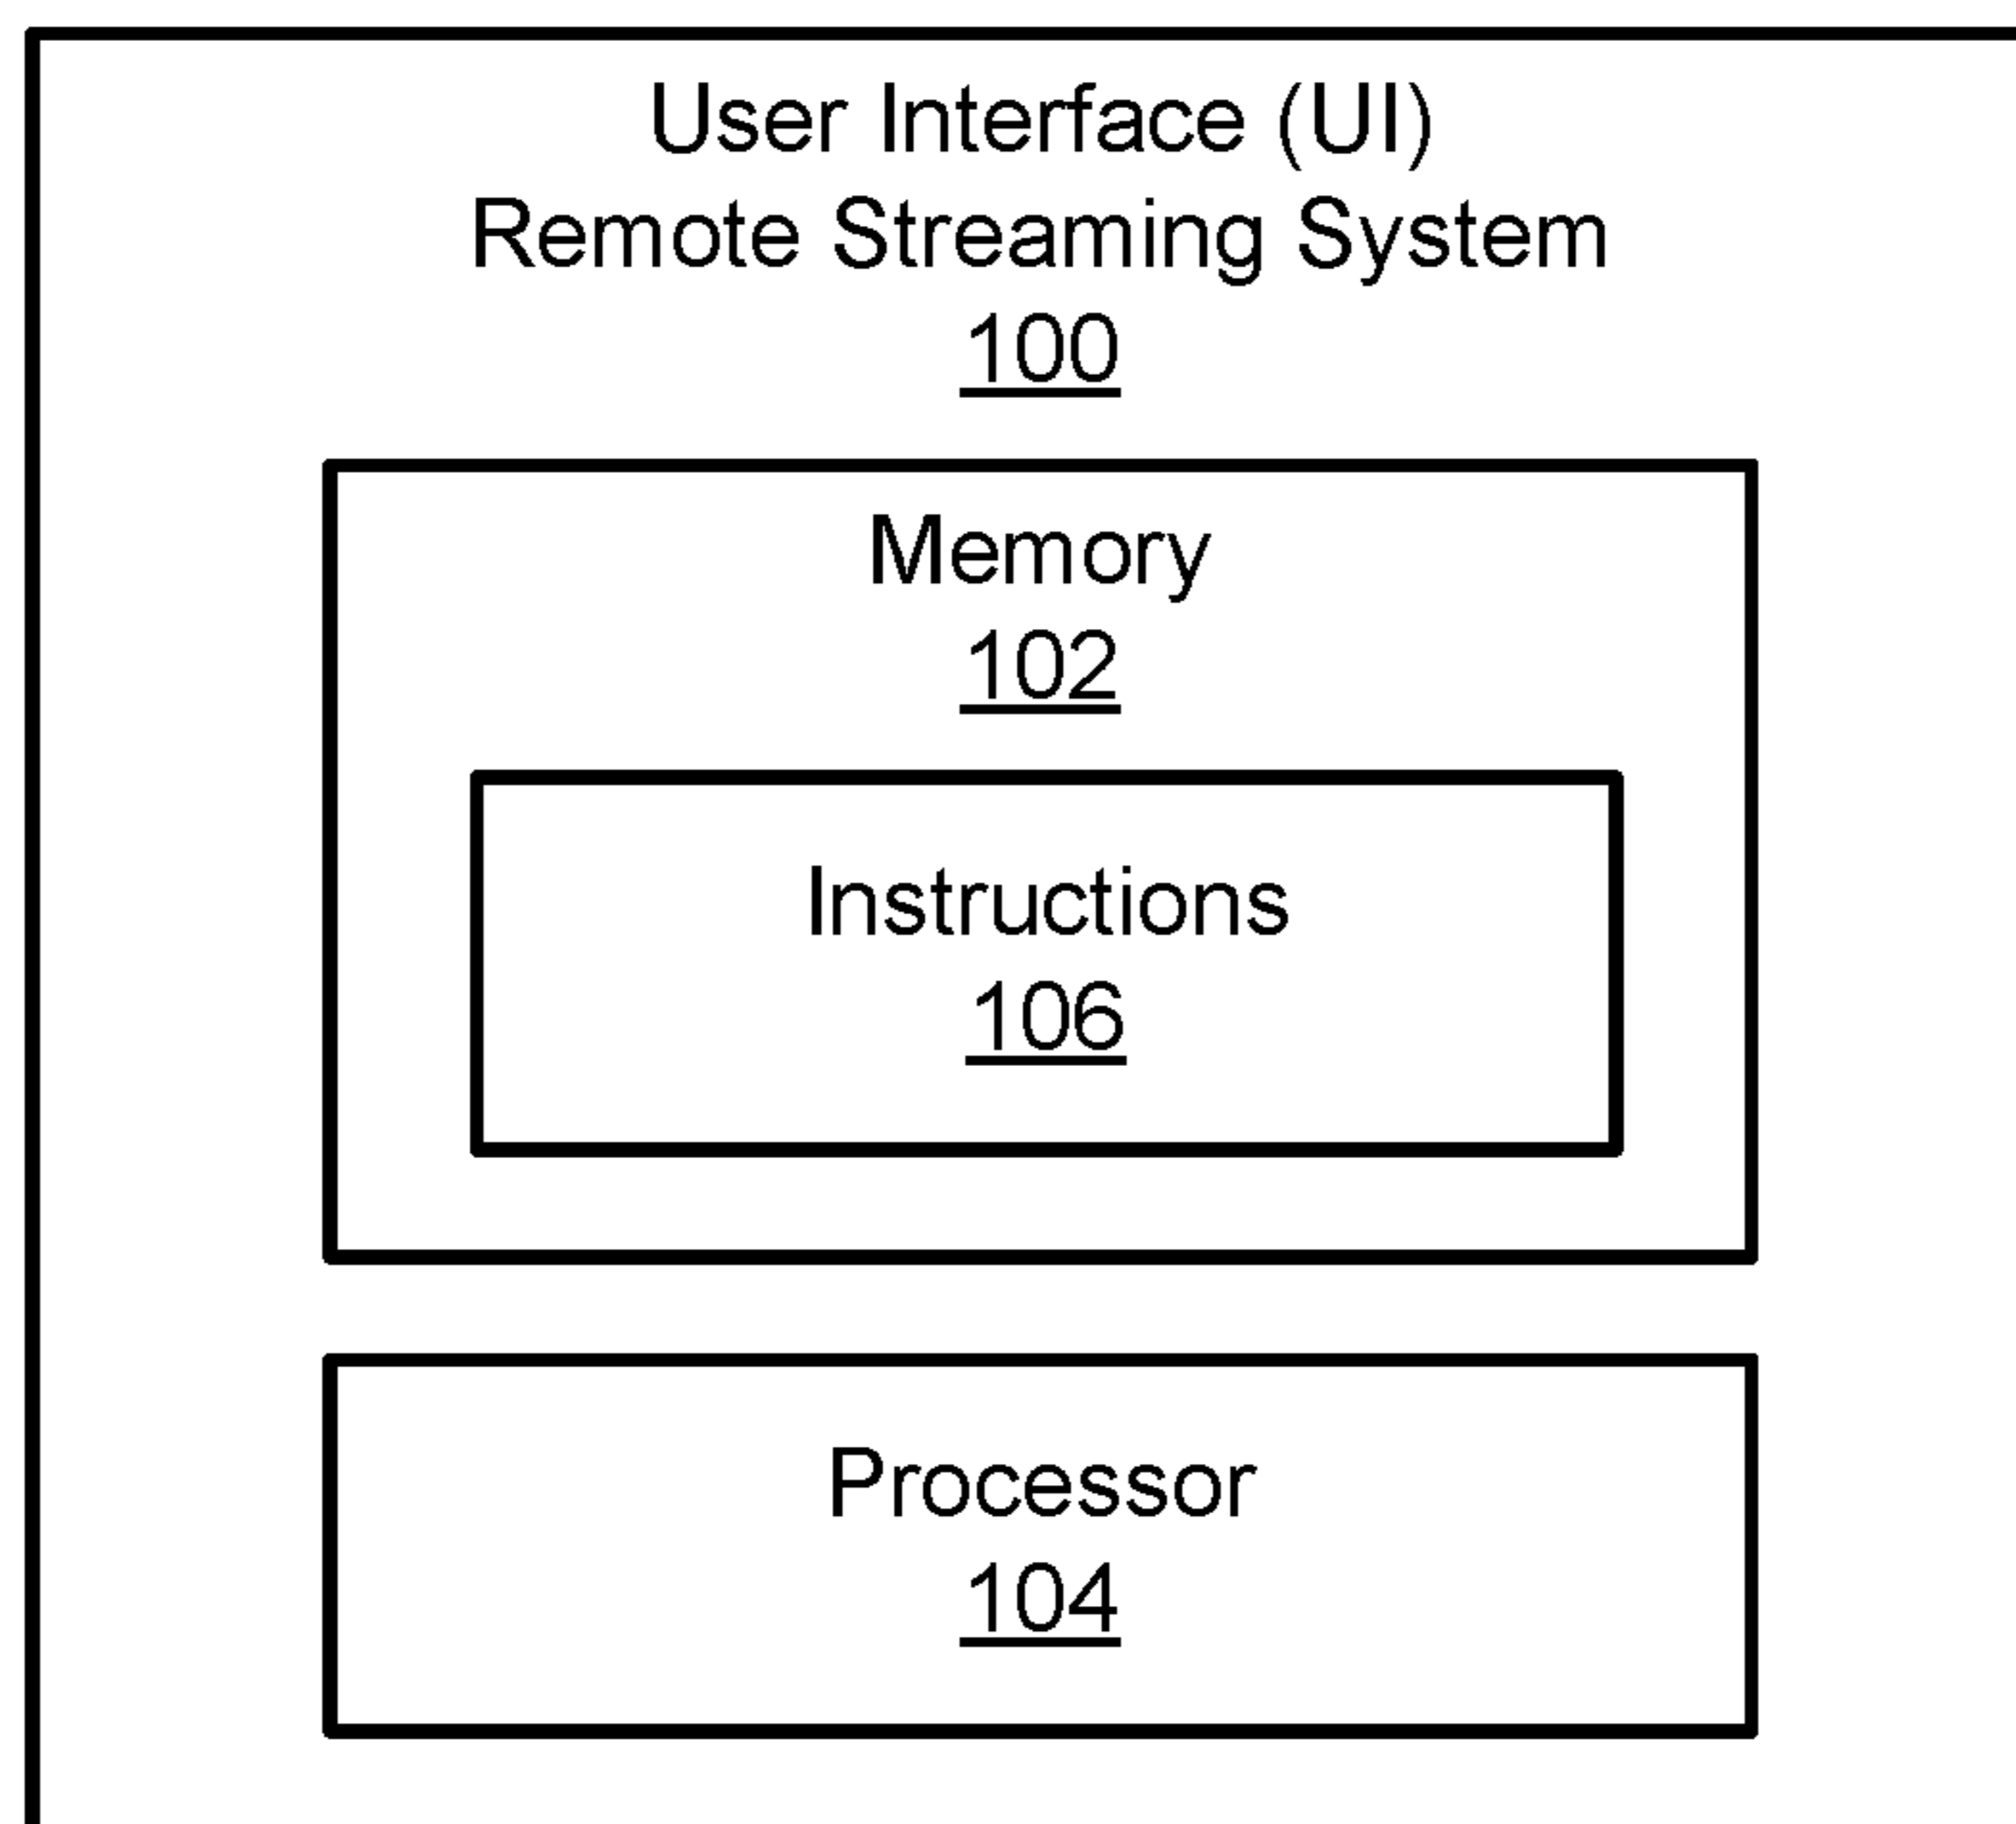 User Interface (UI)
Remote Streaming System
100
Memory
102
Instructions
106
Processor
104